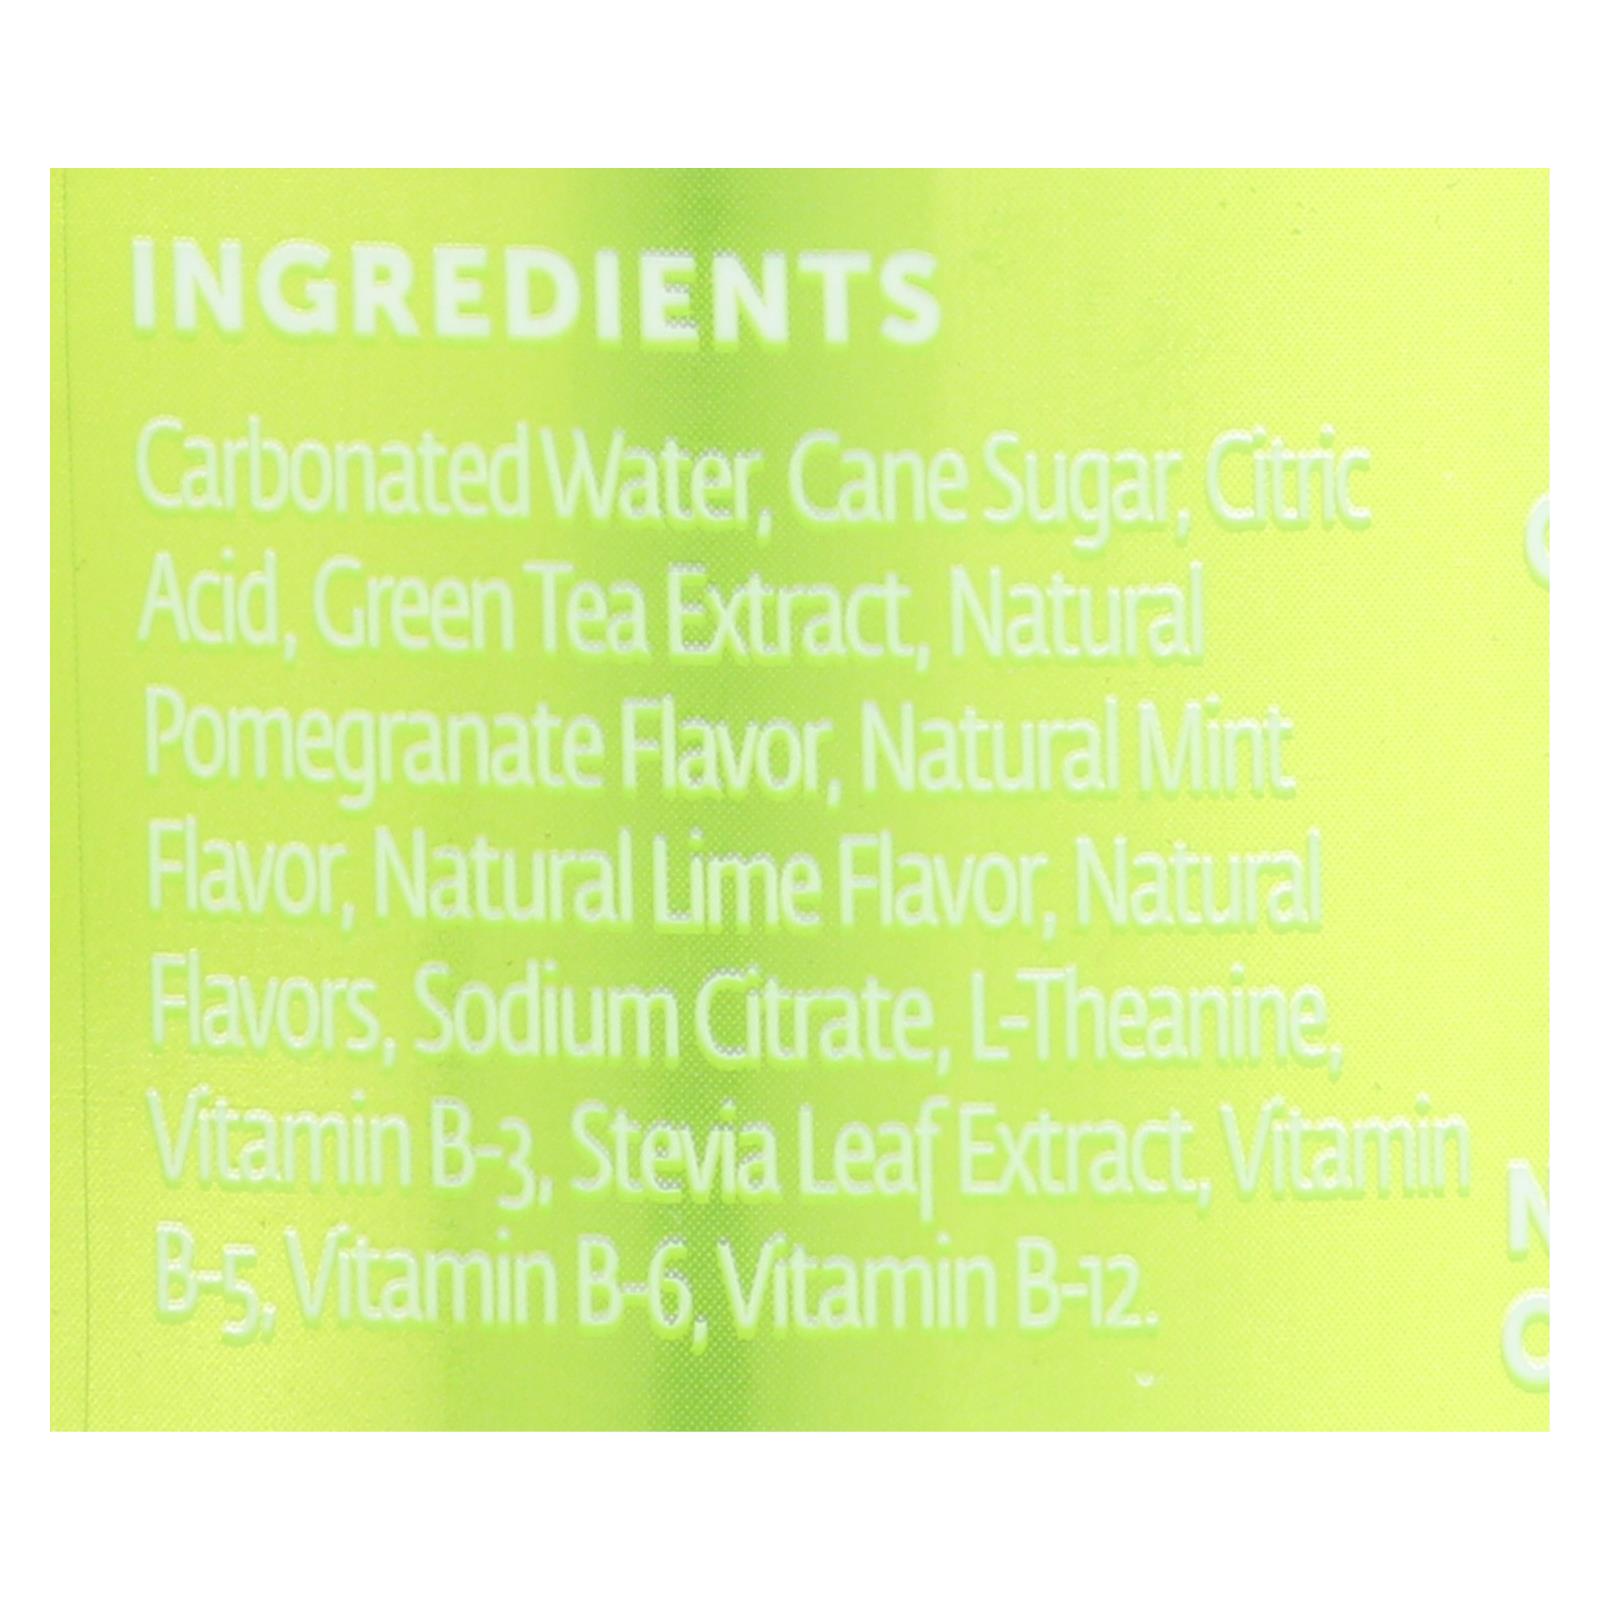 INGREDIENTS
Carbonated Water, Cane Sugar, Citric
Acid, Green Tea Extract, Natural
Pomegranate Flavor, Natural Mint
Flavor, Natural Lime Flavor, Natural
Flavors, Sodium Citrate, L-Theanine,
Vitamin B-3, Stevia Leaf Extract, Vitamin
B-5, Vitamin B-6, Vitamin B-12.